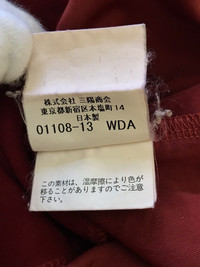 株式会社 三陽商会
東京都新宿区本塩町14
日本製
01108-13 WDA
この素材は、湿摩擦により色が
移ることがありますのでご注意
下さい。